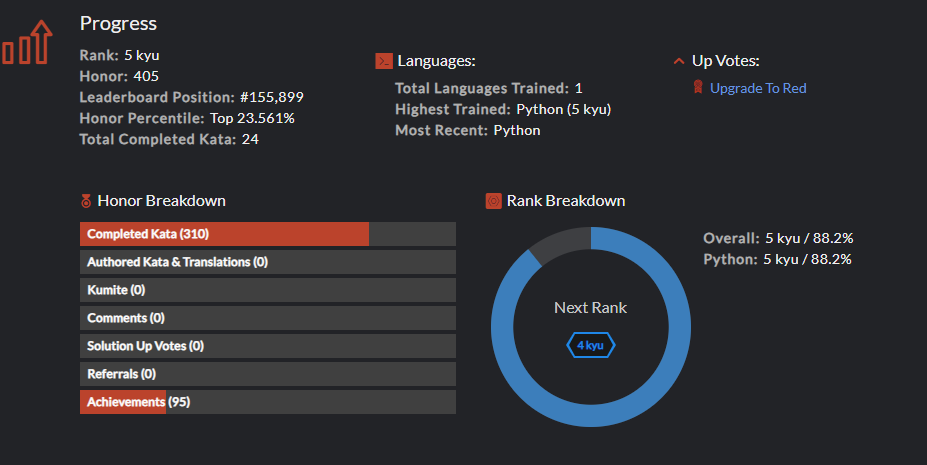 Progress
Rank: 5 kyu
Honor: 405
Leaderboard Position: #155,899
Honor Percentile: Top 23.561%
Total Completed Kata: 24
Languages:
Total Languages Trained: 1
Highest Trained: Python (5 kyu)
Most Recent: Python
Up Votes:
Upgrade To Red
Honor Breakdown
Completed Kata (310)
Authored Kata & Translations (0)
Kumite (0)
Comments (0)
Solution Up Votes (0)
Referrals (0)
Achievements (95)
Rank Breakdown
Next Rank
4 kyu
Overall: 5 kyu / 88.2%
Python: 5 kyu / 88.2%